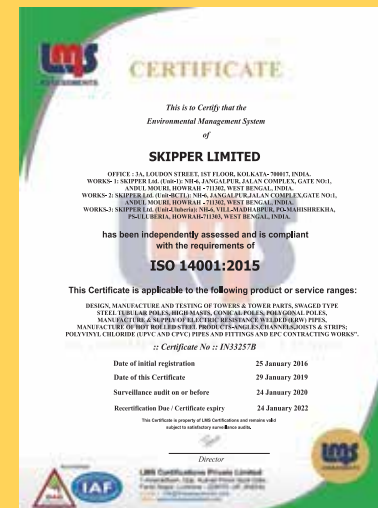 LMS
ASSESSMENTS
CERTIFICATE
This is to Certify that the
Environmental Management System
of
SKIPPER LIMITED
OFFICE : 3A, LOUDON STREET, 1ST FLOOR, KOLKATA- 700017, INDIA.
WORKS- 1: SKIPPER Ltd. (Unit-1): NH-6, JANGALPUR, JALAN COMPLEX, GATE NO:1,
ANDUL MOURI, HOWRAH - 711302, WEST BENGAL, INDIA.
WORKS- 2: SKIPPER Ltd. (Unit-BCTL): NH-6, JANGALPUR,JALAN COMPLEX,GATE NO:1,
ANDUL MOURI, HOWRAH - 711302, WEST BENGAL, INDIA.
WORKS-3: SKIPPER Ltd. (Unit-Uluberia): NH-6, VILL-MADHABPUR, PO-MAHISHREKHA,
PS-ULUBERIA, HOWRAH-711303, WEST BENGAL, INDIA.
has been independently assessed and is compliant
with the requirements of
ISO 14001:2015
This Certificate is applicable to the following product or service ranges:
DESIGN, MANUFACTURE AND TESTING OF TOWERS & TOWER PARTS, SWAGED TYPE
STEEL TUBULAR POLES, HIGH MASTS, CONICAL POLES, POLYGONAL POLES,
MANUFACTURE & SUPPLY OF ELECTRIC RESISTANCE WELDED (ERW) PIPES,
MANUFACTURE OF HOT ROLLED STEEL PRODUCTS-ANGLES,CHANNELS,JOISTS & STRIPS;
POLYVINYL CHLORIDE (UPVC AND CPVC) PIPES AND FITTINGS AND EPC CONTRACTING WORKS".
:: Certificate No :: IN33257B
Date of initial registration 25 January 2016
Date of this Certificate 29 January 2019
Surveillance audit on or before 24 January 2020
Recertification Due / Certificate expiry 24 January 2022
This Certificate is property of LMS Certifications and remains valid
subject to satisfactory surveillance audits.
Director
LMS Certifications Private Limited
IAF
LMS